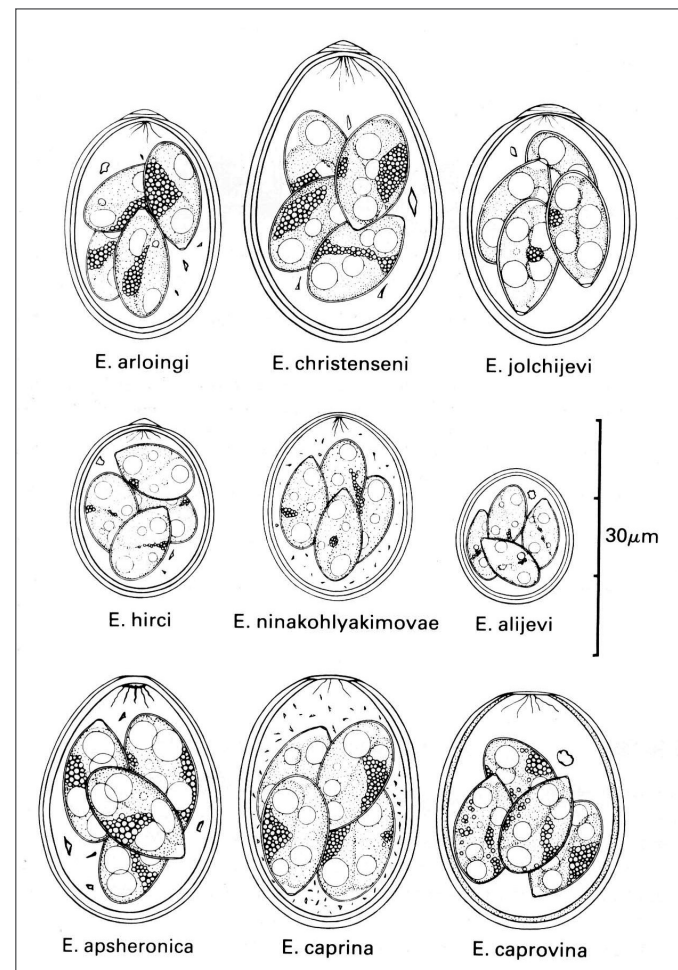 E. arloingi
E. christenseni
E. jolchijevi
E. hirci
E. ninakohlyakimovae
E. alijevi
30μm
E. apsheronica
E. caprina
E. caprovina